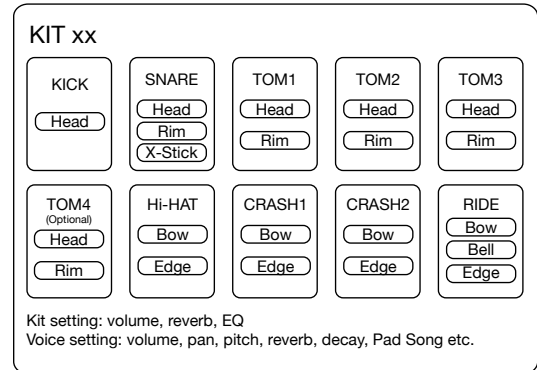 KIT xx
KICK
Head
SNARE
Head
Rim
X-Stick
TOM1
Head
Rim
TOM2
Head
Rim
TOM3
Head
Rim
TOM4
(Optional)
Head
Rim
Hi-HAT
Bow
Edge
CRASH1
Bow
Edge
CRASH2
Bow
Edge
RIDE
Bow
Bell
Edge
Kit setting: volume, reverb, EQ
Voice setting: volume, pan, pitch, reverb, decay, Pad Song etc.